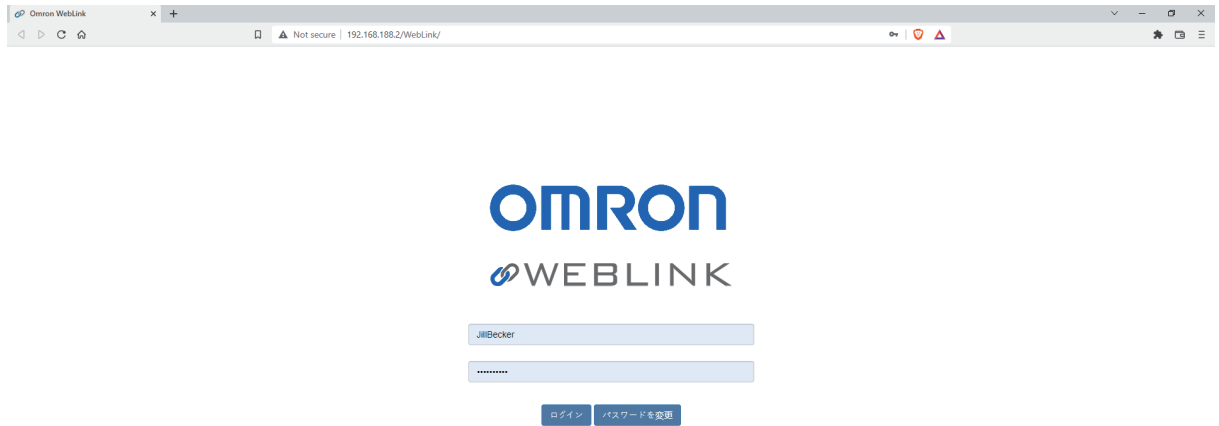 Omron WebLink
Not secure | 192.168.188.2/WebLink/
OMRON
WEBLINK
JillBecker
••••••••••
ログイン パスワードを変更